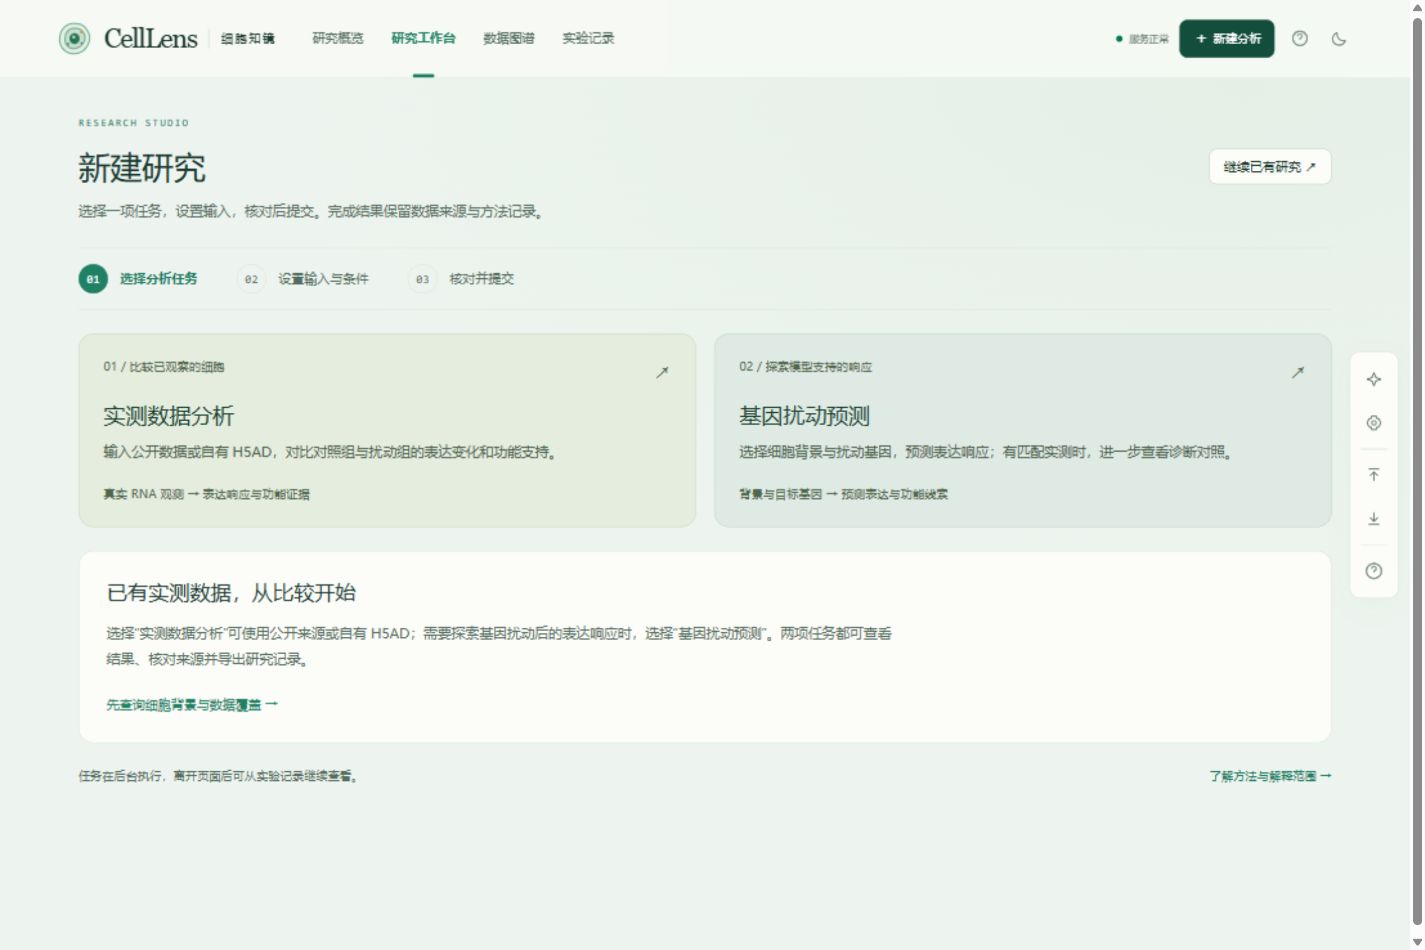 CellLens 细胞知镜 研究概览 研究工作台 数据图谱 实验记录 服务正常 + 新建分析
RESEARCH STUDIO
新建研究
继续已有研究 ↗
选择一项任务，设置输入，核对后提交。完成结果保留数据来源与方法记录。
01 选择分析任务 02 设置输入与条件 03 核对并提交
01 / 比较已观察的细胞 ↗
实测数据分析
输入公开数据或自有 H5AD，对比对照组与扰动组的表达变化和功能支持。
真实 RNA 观测 → 表达响应与功能证据
02 / 探索模型支持的响应 ↗
基因扰动预测
选择细胞背景与扰动基因，预测表达响应；有匹配实测时，进一步查看诊断对照。
背景与目标基因 → 预测表达与功能线索
已有实测数据，从比较开始
选择“实测数据分析”可使用公开来源或自有 H5AD；需要探索基因扰动后的表达响应时，选择“基因扰动预测”。两项任务都可查看
结果、核对来源并导出研究记录。
先查询细胞背景与数据覆盖 →
任务在后台执行，离开页面后可从实验记录继续查看。
了解方法与解释范围 →